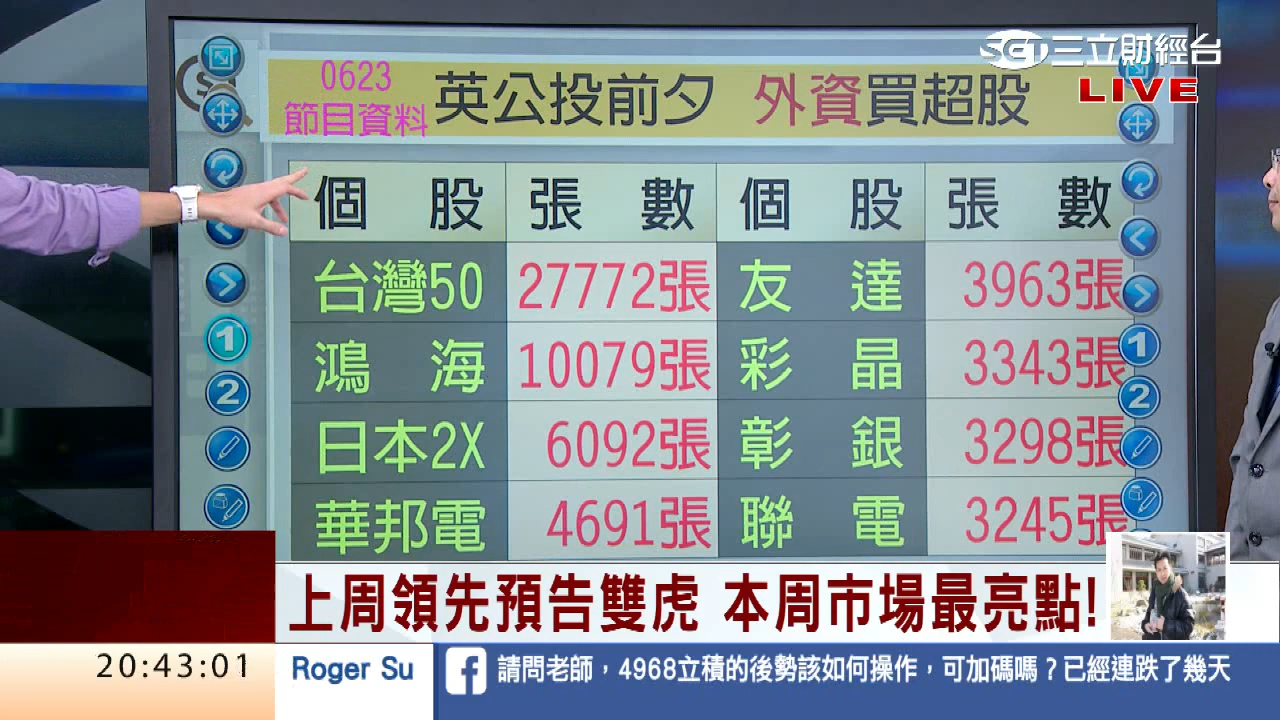 SET三立財經台
LIVE
0623
節目資料
英公投前夕 外資買超股
個股 張數 個股 張數
台灣50 27772張 友達 3963張
鴻海 10079張 彩晶 3343張
日本2X 6092張 彰銀 3298張
華邦電 4691張 聯電 3245張
1
2
1
2
上周領先預告雙虎 本周市場最亮點!
20:43:01
Roger Su
請問老師，4968立積的後勢該如何操作，可加碼嗎？已經連跌了幾天